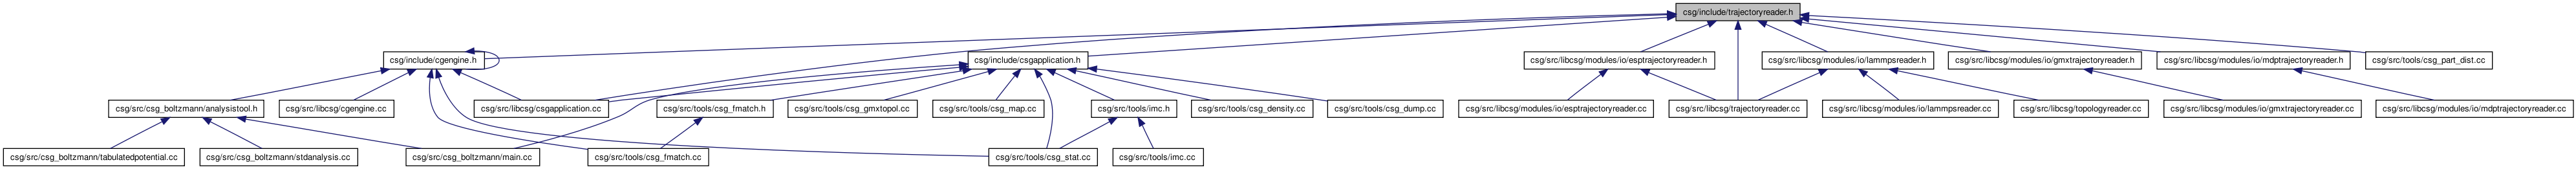 csg/include/trajectoryreader.h
csg/include/cgengine.h
csg/include/csgapplication.h
csg/src/libcsg/modules/io/esptrajectoryreader.h
csg/src/libcsg/modules/io/lammpsreader.h
csg/src/libcsg/modules/io/gmxtrajectoryreader.h
csg/src/libcsg/modules/io/mdptrajectoryreader.h
csg/src/tools/csg_part_dist.cc
csg/src/csg_boltzmann/analysistool.h
csg/src/libcsg/cgengine.cc
csg/src/libcsg/csgapplication.cc
csg/src/tools/csg_fmatch.h
csg/src/tools/csg_gmxtopol.cc
csg/src/tools/csg_map.cc
csg/src/tools/imc.h
csg/src/tools/csg_density.cc
csg/src/tools/csg_dump.cc
csg/src/libcsg/modules/io/esptrajectoryreader.cc
csg/src/libcsg/trajectoryreader.cc
csg/src/libcsg/modules/io/lammpsreader.cc
csg/src/libcsg/topologyreader.cc
csg/src/libcsg/modules/io/gmxtrajectoryreader.cc
csg/src/libcsg/modules/io/mdptrajectoryreader.cc
csg/src/csg_boltzmann/tabulatedpotential.cc
csg/src/csg_boltzmann/stdanalysis.cc
csg/src/csg_boltzmann/main.cc
csg/src/tools/csg_fmatch.cc
csg/src/tools/csg_stat.cc
csg/src/tools/imc.cc